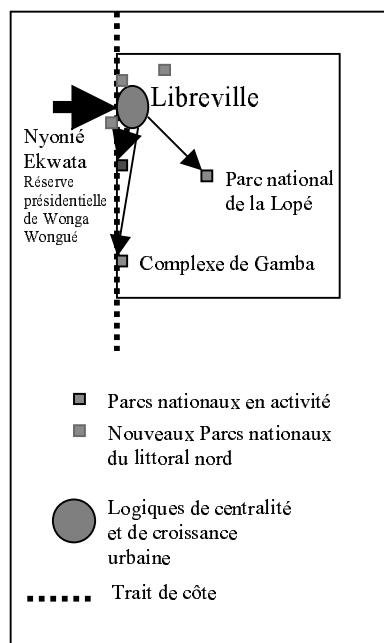 Libreville
Nyonié
Ekwata
Réserve
présidentielle
de Wonga
Wongué
Parc national
de la Lopé
Complexe de Gamba
Parcs nationaux en activité
Nouveaux Parcs nationaux
du littoral nord
Logiques de centralité
et de croissance
urbaine
Trait de côte